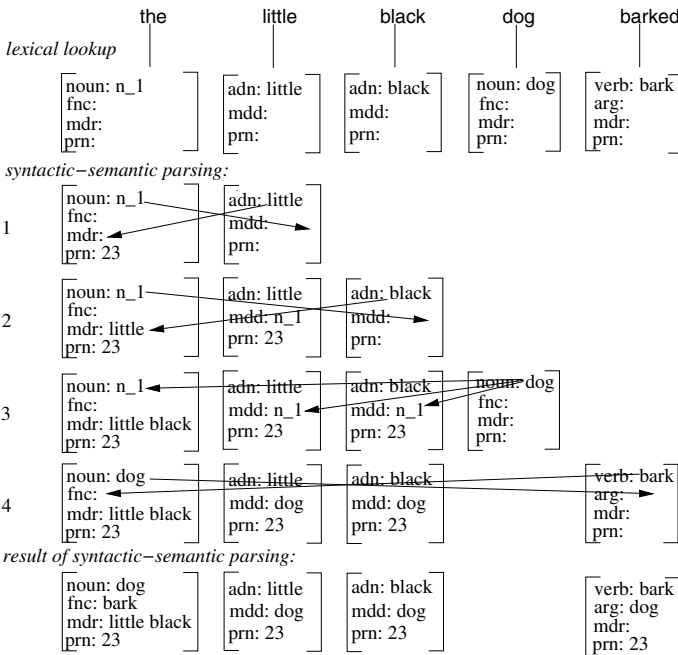 the little black dog barked
lexical lookup
noun: n_1 adn: little adn: black noun: dog verb: bark
fnc: mdd: mdd: fnc: arg:
mdr: prn: prn: mdr: mdr:
prn: prn: prn:
syntactic−semantic parsing:
noun: n_1 adn: little
fnc: mdd:
1 mdr: prn:
prn: 23
noun: n_1 adn: little adn: black
fnc: mdd: n_1 mdd:
2 mdr: little prn: 23 prn:
prn: 23
noun: n_1 adn: little adn: black noun: dog
fnc: mdd: n_1 mdd: n_1 fnc:
3 mdr: little black prn: 23 prn: 23 mdr:
prn: 23 prn:
noun: dog adn: little adn: black verb: bark
fnc: mdd: dog mdd: dog arg:
4 mdr: little black prn: 23 prn: 23 mdr:
prn: 23 prn:
result of syntactic−semantic parsing:
noun: dog adn: little adn: black verb: bark
fnc: bark mdd: dog mdd: dog arg: dog
mdr: little black prn: 23 prn: 23 mdr:
prn: 23 prn: 23